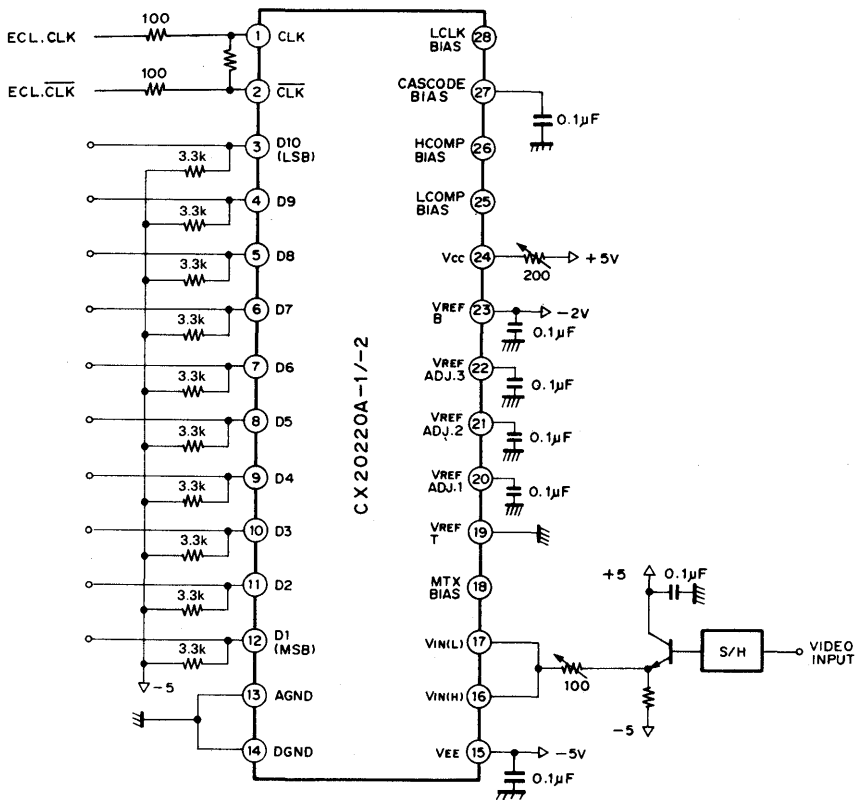 ECL.CLK
100
1
CLK
ECL.CLK
100
2
CLK
3.3k
3
D10
(LSB)
3.3k
4
D9
3.3k
5
D8
3.3k
6
D7
3.3k
7
D6
3.3k
8
D5
3.3k
9
D4
3.3k
10
D3
3.3k
11
D2
3.3k
12
D1
(MSB)
-5
13
AGND
14
DGND
CX20220A-1/-2
LCLK
BIAS
28
CASCODE
BIAS
27
0.1μF
HCOMP
BIAS
26
LCOMP
BIAS
25
Vcc
24
200
+5V
VREF
B
23
-2V
0.1μF
VREF
ADJ.3
22
0.1μF
VREF
ADJ.2
21
0.1μF
VREF
ADJ.1
20
0.1μF
VREF
T
19
MTX
BIAS
18
VIN(L)
17
VIN(H)
16
100
+5
0.1μF
-5
S/H
VIDEO
INPUT
VEE
15
-5V
0.1μF